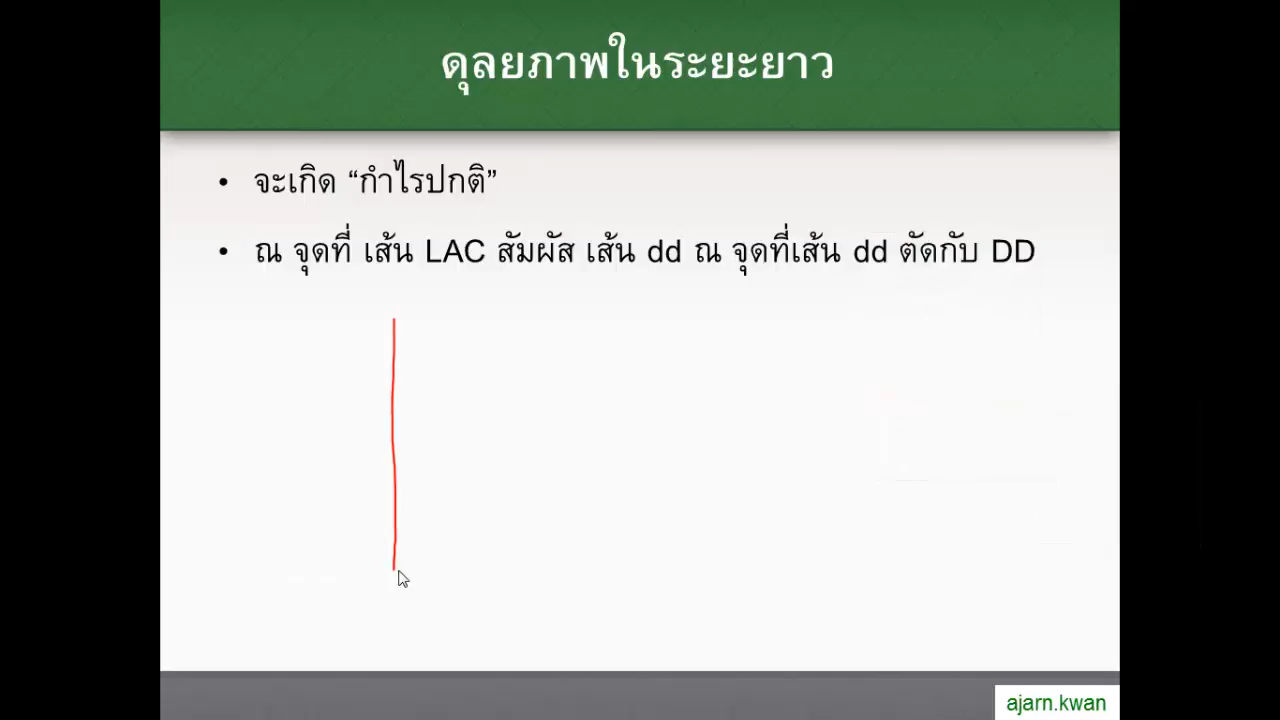 ดุลยภาพในระยะยาว
• จะเกิด “กำไรปกติ”
• ณ จุดที่ เส้น LAC สัมผัส เส้น dd ณ จุดที่เส้น dd ตัดกับ DD
ajarn.kwan